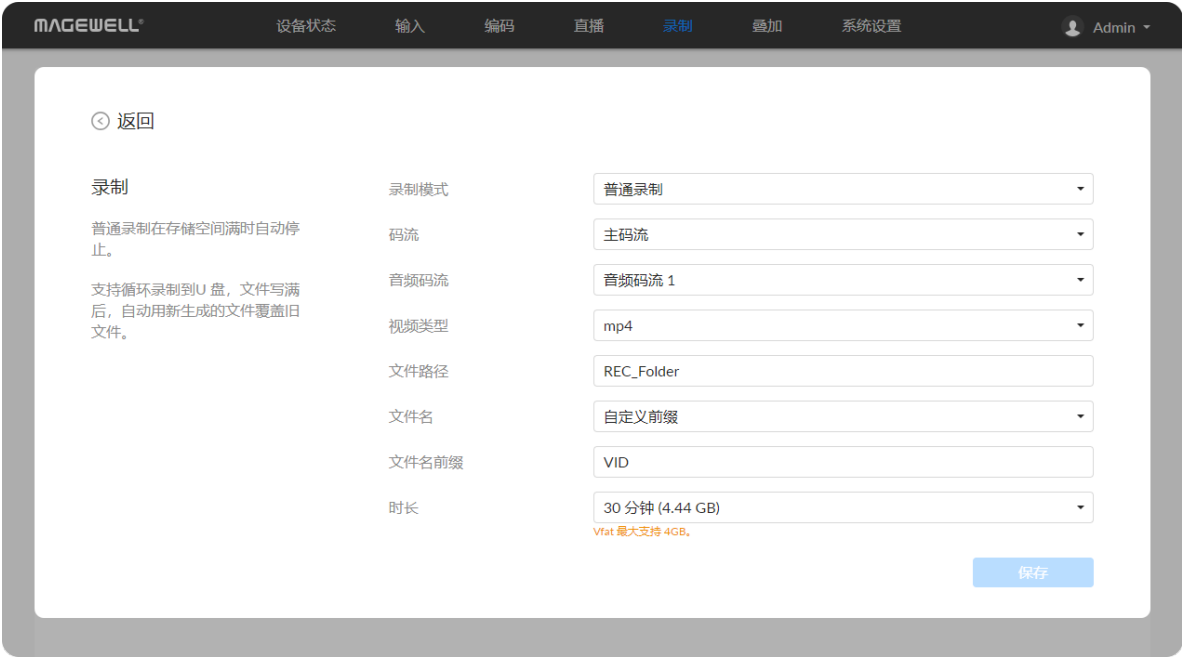 MAGEWELL®
设备状态 输入 编码 直播 录制 叠加 系统设置 Admin
返回
录制
普通录制在存储空间满时自动停
止。
支持循环录制到U 盘，文件写满
后，自动用新生成的文件覆盖旧
文件。
录制模式 普通录制
码流 主码流
音频码流 音频码流 1
视频类型 mp4
文件路径 REC_Folder
文件名 自定义前缀
文件名前缀 VID
时长 30 分钟 (4.44 GB)
Vfat 最大支持 4GB。
保存